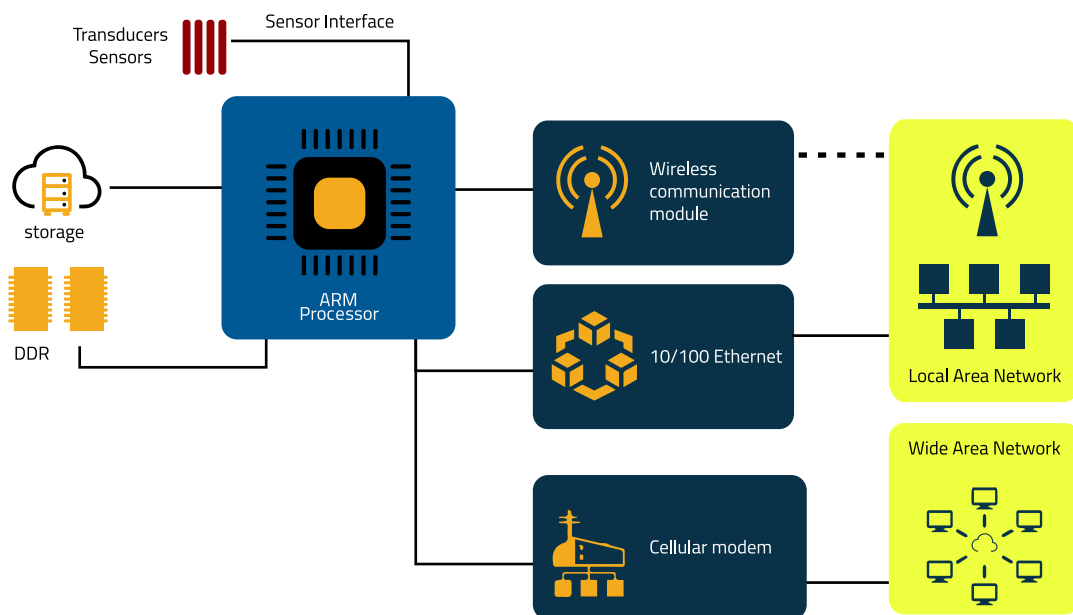 Sensor Interface
Transducers
Sensors
storage
DDR
ARM
Processor
Wireless
communication
module
10/100 Ethernet
Cellular modem
Local Area Network
Wide Area Network